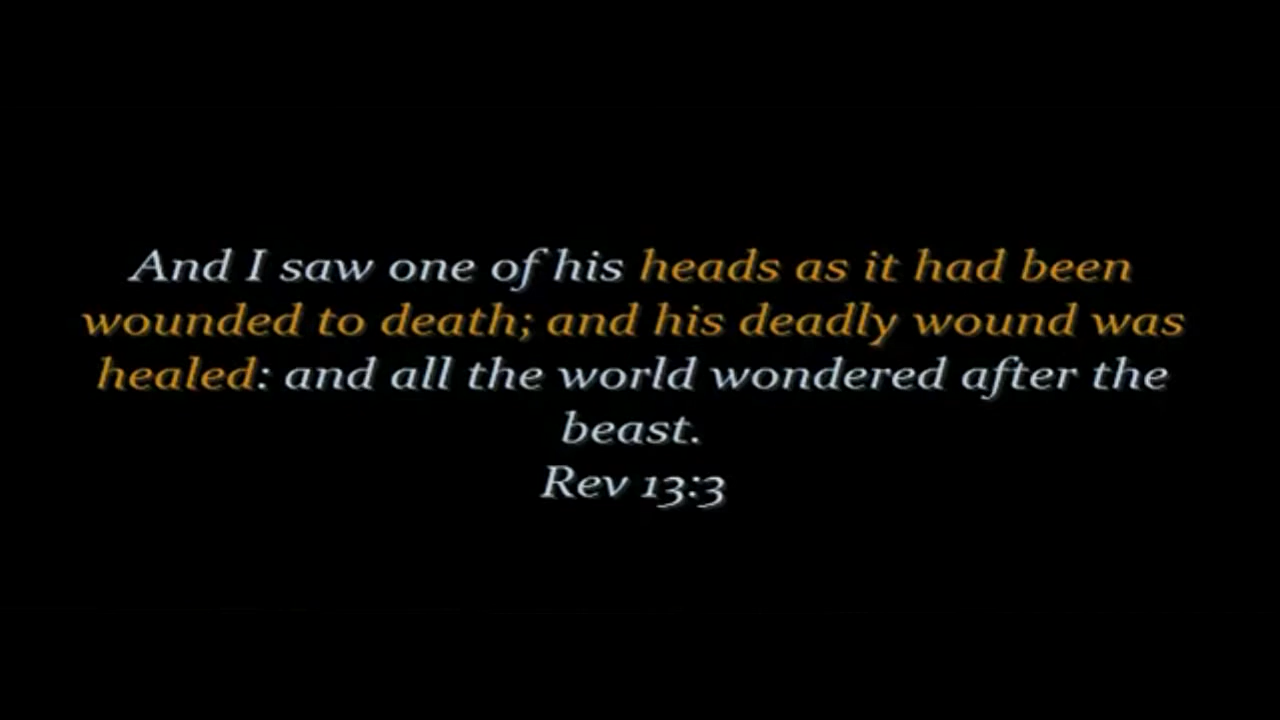 And I saw one of his heads as it had been
wounded to death; and his deadly wound was
healed: and all the world wondered after the
beast.
Rev 13:3